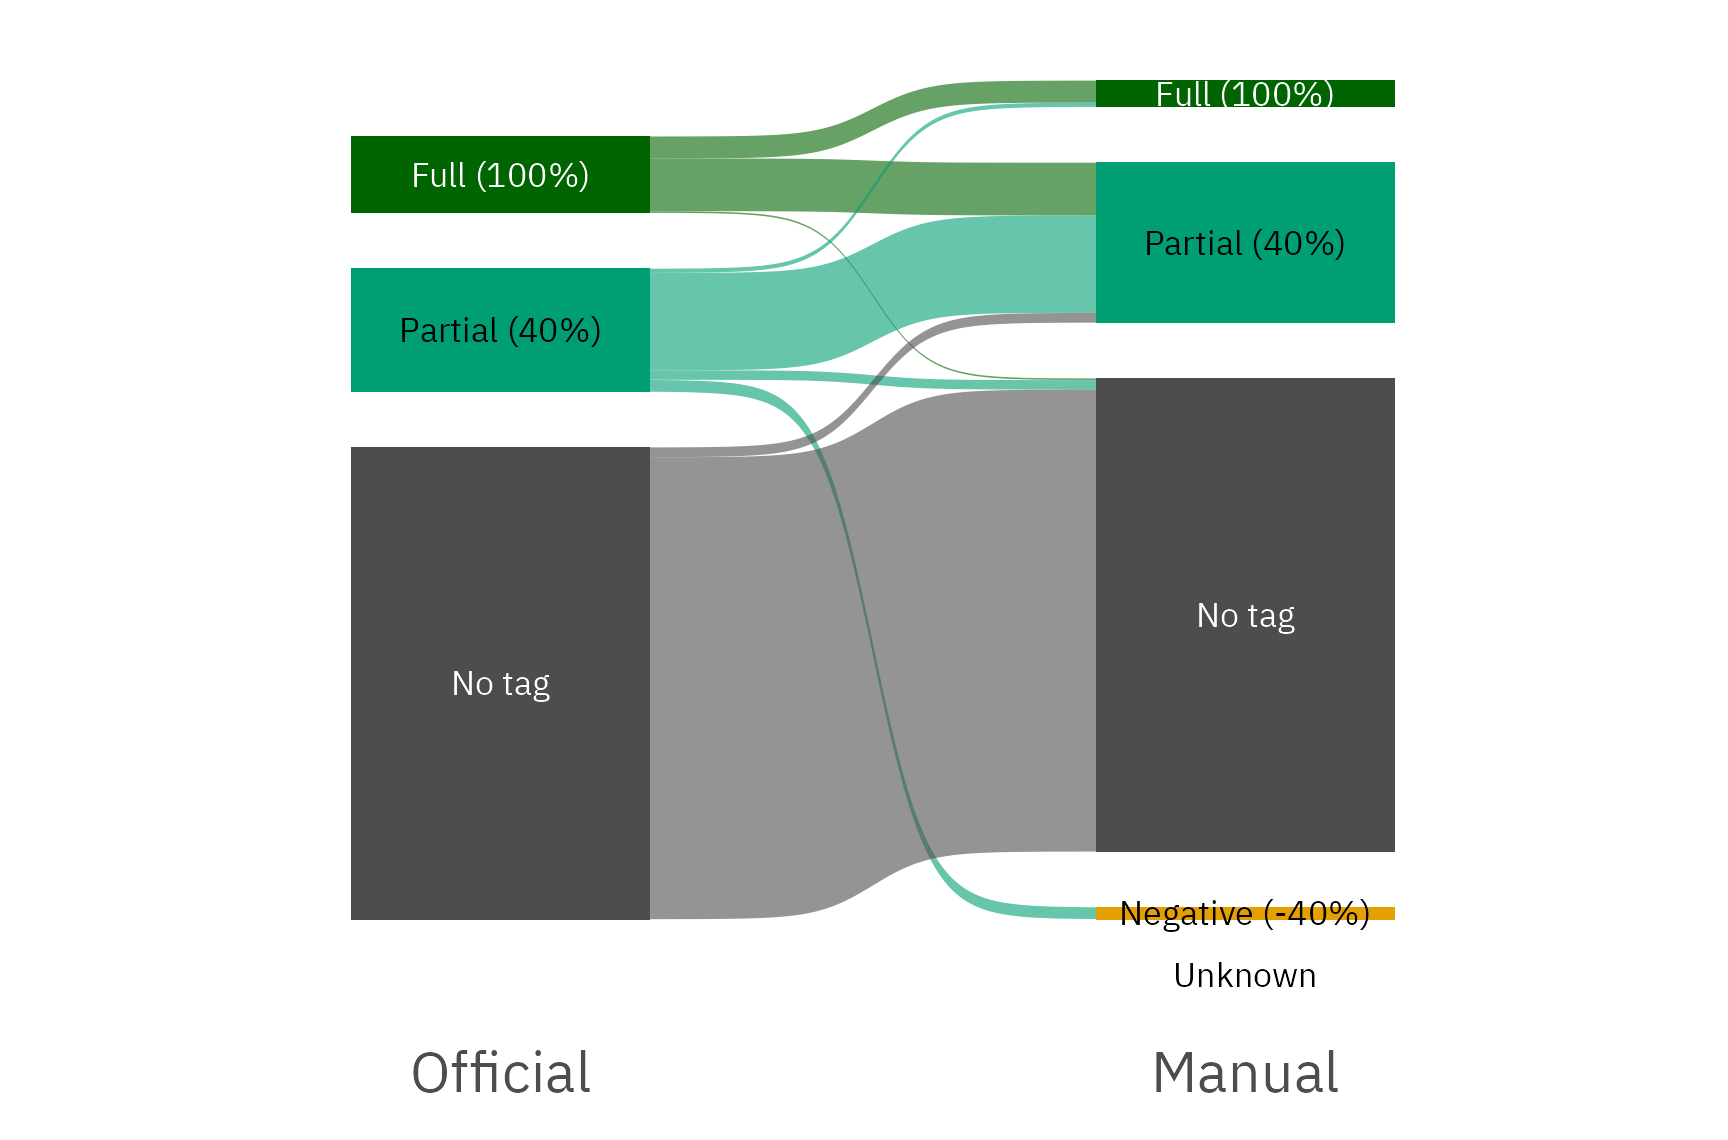 Full (100%)
Partial (40%)
No tag
Full (100%)
Partial (40%)
No tag
Negative (-40%)
Unknown
Official
Manual